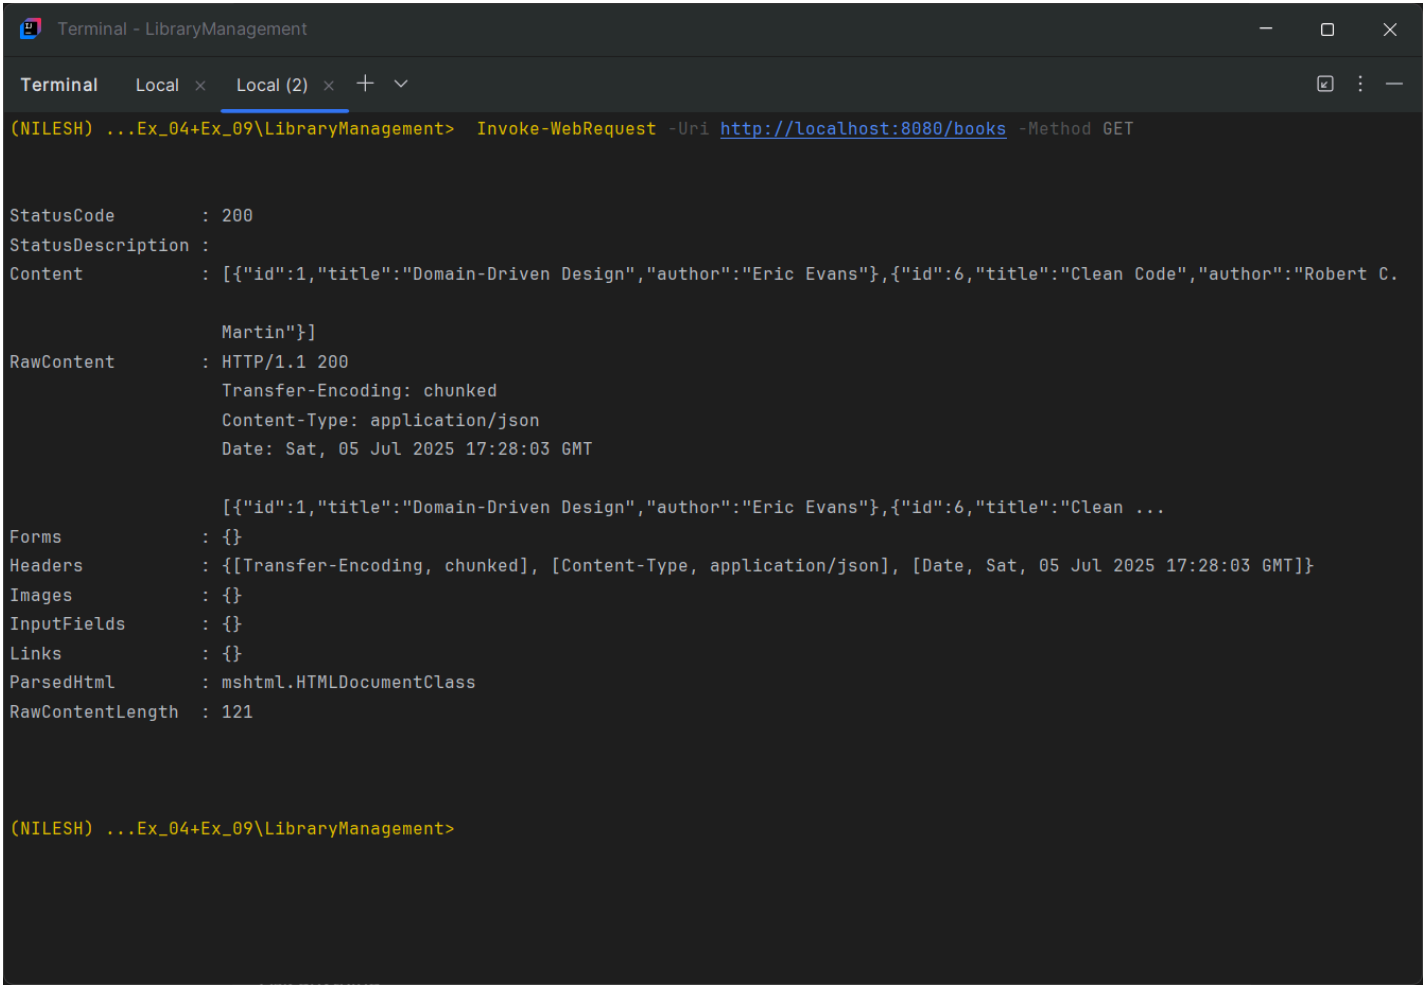 Terminal - LibraryManagement
Terminal Local Local (2)
(NILESH) ...Ex_04+Ex_09\LibraryManagement> Invoke-WebRequest -Uri http://localhost:8080/books -Method GET
StatusCode : 200
StatusDescription :
Content : [{"id":1,"title":"Domain-Driven Design","author":"Eric Evans"},{"id":6,"title":"Clean Code","author":"Robert C.
Martin"}]
RawContent : HTTP/1.1 200
Transfer-Encoding: chunked
Content-Type: application/json
Date: Sat, 05 Jul 2025 17:28:03 GMT
[{"id":1,"title":"Domain-Driven Design","author":"Eric Evans"},{"id":6,"title":"Clean ...
Forms : {}
Headers : {[Transfer-Encoding, chunked], [Content-Type, application/json], [Date, Sat, 05 Jul 2025 17:28:03 GMT]}
Images : {}
InputFields : {}
Links : {}
ParsedHtml : mshtml.HTMLDocumentClass
RawContentLength : 121
(NILESH) ...Ex_04+Ex_09\LibraryManagement>